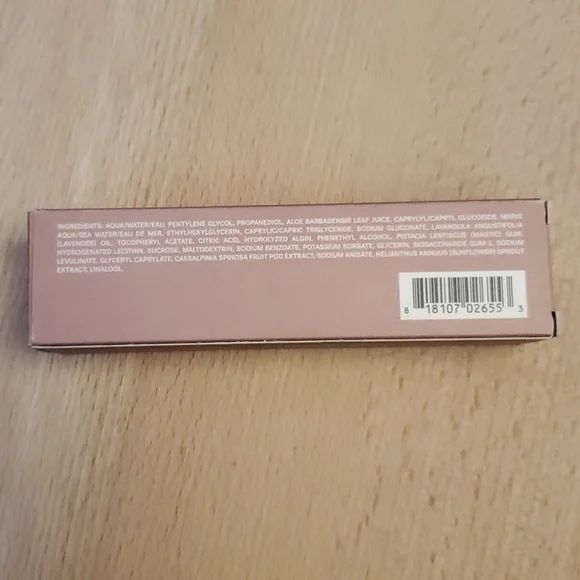 INGREDIENTS: AQUA/WATER/EAU, PENTYLENE GLYCOL, PROPANEDIOL, ALOE BARBADENSIS LEAF JUICE, CAPRYLYL/CAPRYL GLUCOSIDE, MARIS
AQUA/SEA WATER/EAU DE MER, ETHYLHEXYLGLYCERIN, CAPRYLIC/CAPRIC TRIGLYCERIDE, SODIUM GLUCONATE, LAVANDULA ANGUSTIFOLIA
(LAVENDER) OIL, TOCOPHERYL ACETATE, CITRIC ACID, HYDROLYZED ALGIN, PHENETHYL ALCOHOL, PISTACIA LENTISCUS (MASTIC) GUM,
HYDROGENATED LECITHIN, SUCROSE, MALTODEXTRIN, SODIUM BENZOATE, POTASSIUM SORBATE, GLYCERIN, BIOSACCHARIDE GUM-1, SODIUM
LEVULINATE, GLYCERYL CAPRYLATE, CAESALPINIA SPINOSA FRUIT POD EXTRACT, SODIUM ANISATE, HELIANTHUS ANNUUS (SUNFLOWER) SPROUT
EXTRACT, LINALOOL.
8 18107 02655 3